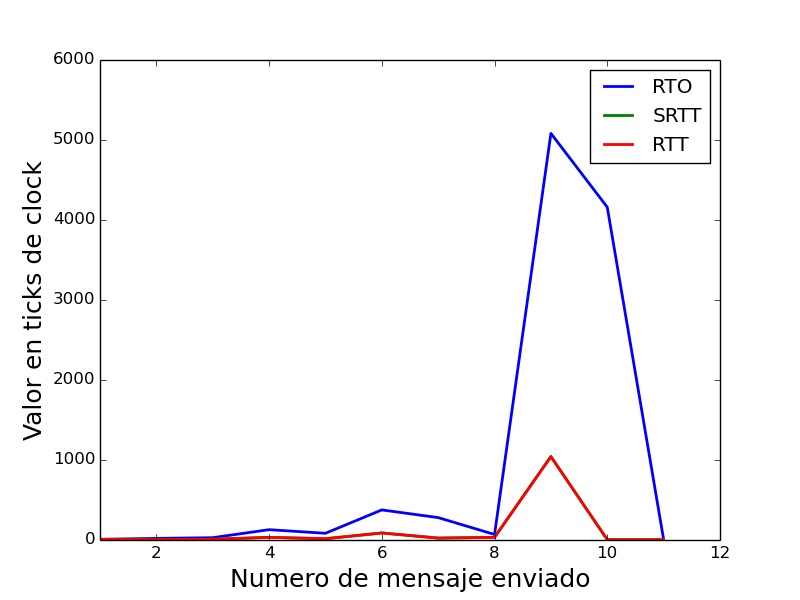 6000
5000
4000
3000
2000
1000
0
Valor en ticks de clock
RTO
SRTT
RTT
2 4 6 8 10 12
Numero de mensaje enviado